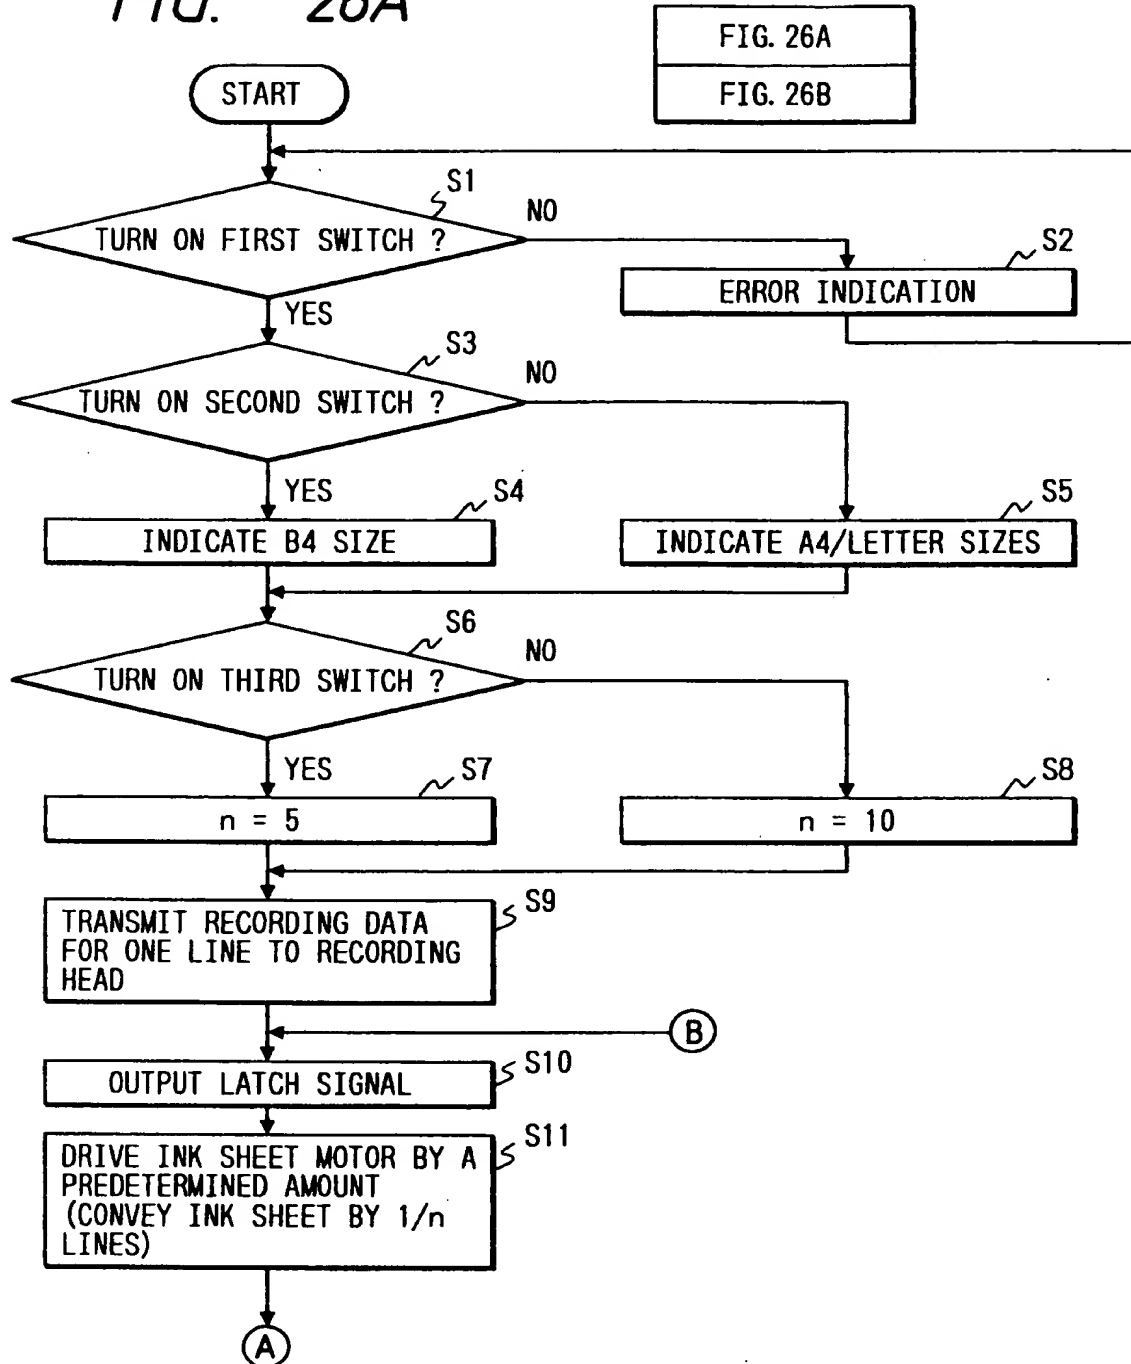 FIG. 26A
FIG. 26A
FIG. 26B
START
S1
TURN ON FIRST SWITCH ?
NO
S2
ERROR INDICATION
YES
S3
TURN ON SECOND SWITCH ?
NO
YES
S4
INDICATE B4 SIZE
S5
INDICATE A4/LETTER SIZES
S6
TURN ON THIRD SWITCH ?
NO
YES
S7
n = 5
S8
n = 10
S9
TRANSMIT RECORDING DATA
FOR ONE LINE TO RECORDING
HEAD
B
S10
OUTPUT LATCH SIGNAL
S11
DRIVE INK SHEET MOTOR BY A
PREDETERMINED AMOUNT
(CONVEY INK SHEET BY 1/n
LINES)
A